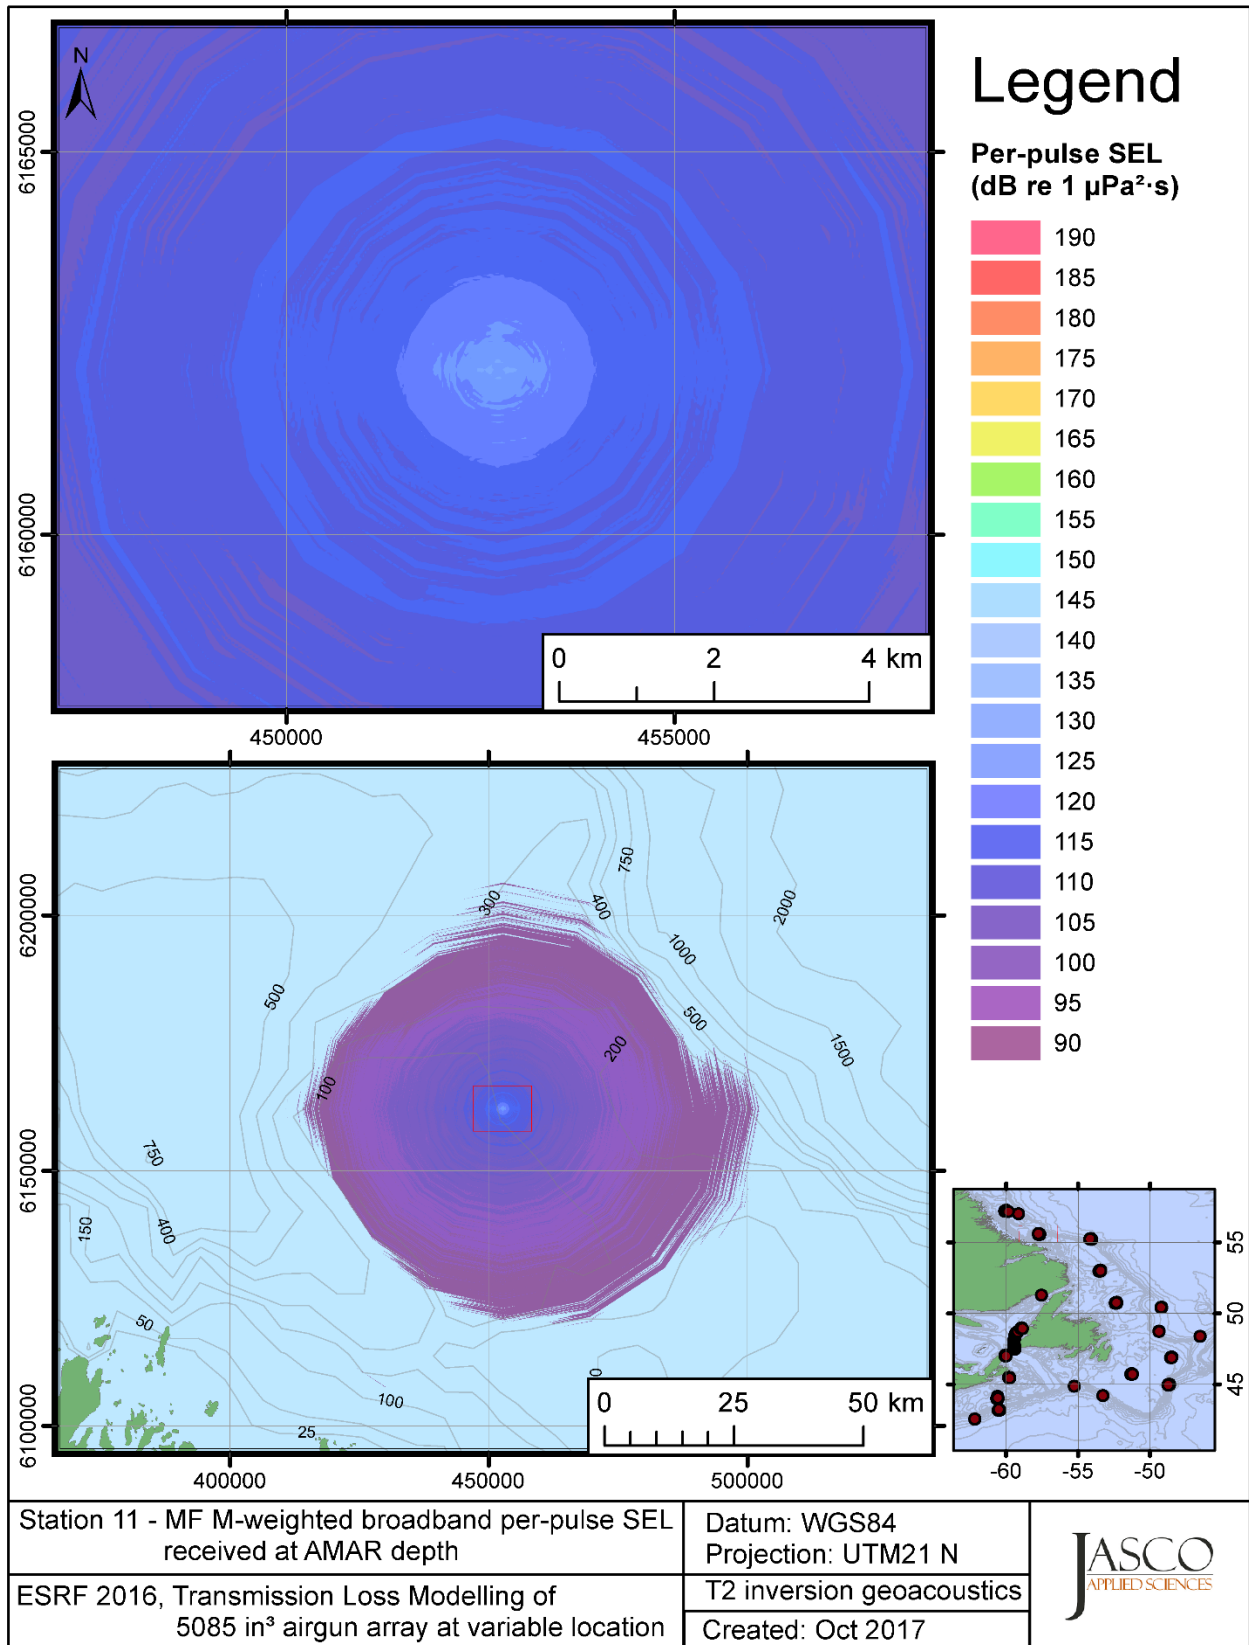 N
6165000
6160000
0 2 4 km
450000 455000
Legend
Per-pulse SEL
(dB re 1 µPa²·s)
190
185
180
175
170
165
160
155
150
145
140
135
130
125
120
115
110
105
100
95
90
6200000
6150000
6100000
300
400
750
2000
1000
500
500
1500
200
100
750
150
400
50
100
25
0
0 25 50 km
400000 450000 500000
55
50
45
-60 -55 -50
Station 11 - MF M-weighted broadband per-pulse SEL
received at AMAR depth
ESRF 2016, Transmission Loss Modelling of
5085 in³ airgun array at variable location
Datum: WGS84
Projection: UTM21 N
T2 inversion geoacoustics
Created: Oct 2017
JASCO
APPLIED SCIENCES